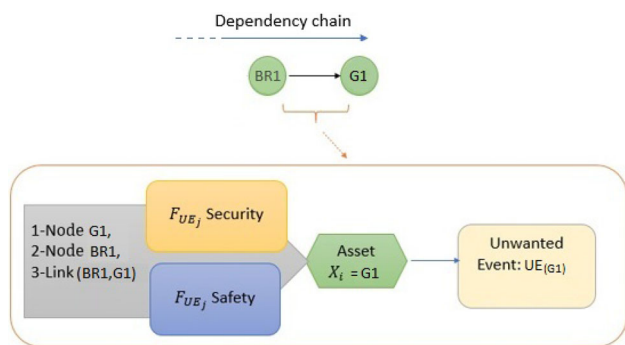 Dependency chain
BR1
G1
1-Node G1,
2-Node BR1,
3-Link (BR1,G1)
F_{UE_j} Security
F_{UE_j} Safety
Asset
X_i = G1
Unwanted
Event: UE_{(G1)}